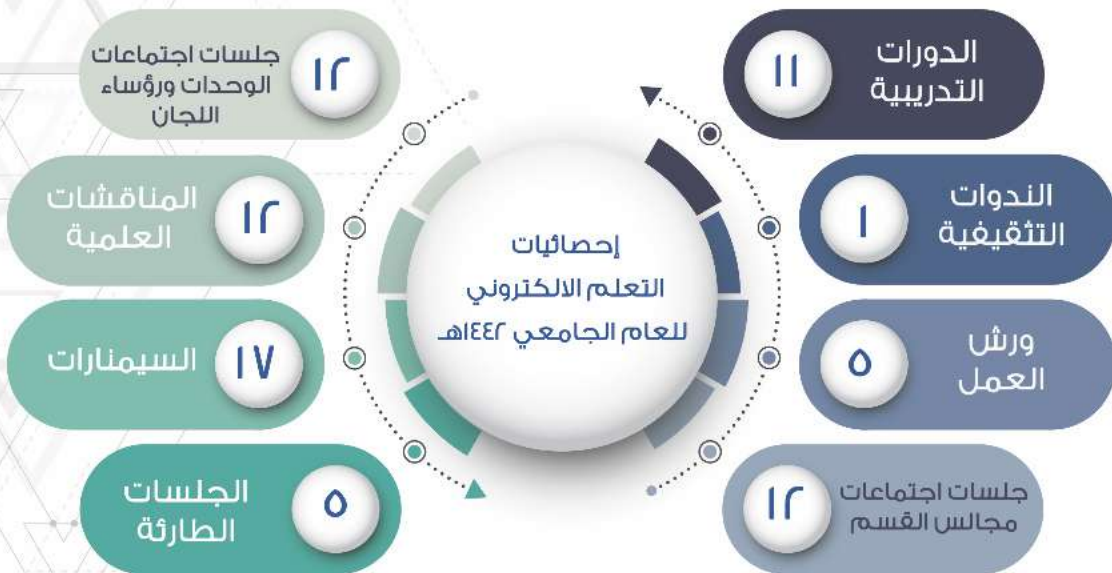 إحصائيات
التعلم الالكتروني
للعام الجامعي ١٤٤٢هـ
الدورات
التدريبية
١١
الندوات
التثقيفية
١
ورش
العمل
٥
جلسات اجتماعات
مجالس القسم
١٢
جلسات اجتماعات
الوحدات ورؤساء
اللجان
١٢
المناقشات
العلمية
١٢
السيمنارات
١٧
الجلسات
الطارئة
٥